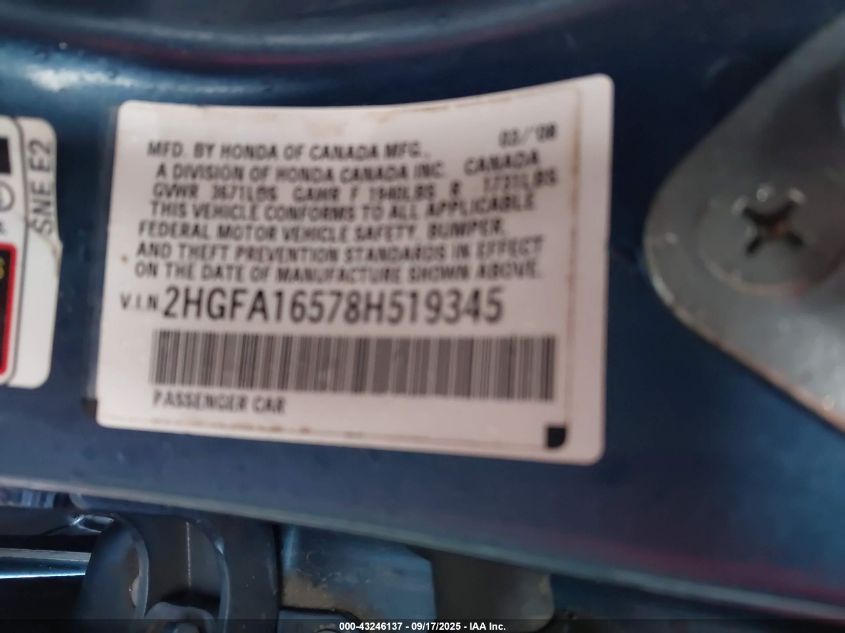 SNE E2
03/'08
MFD. BY HONDA OF CANADA MFG.,
A DIVISION OF HONDA CANADA INC. CANADA
GVWR 3671LBS GAWR F 1940LBS R 1731LBS
THIS VEHICLE CONFORMS TO ALL APPLICABLE
FEDERAL MOTOR VEHICLE SAFETY, BUMPER,
AND THEFT PREVENTION STANDARDS IN EFFECT
ON THE DATE OF MANUFACTURE SHOWN ABOVE.
V.I.N 2HGFA16578H519345
PASSENGER CAR
000-43246137 - 09/17/2025 - IAA Inc.